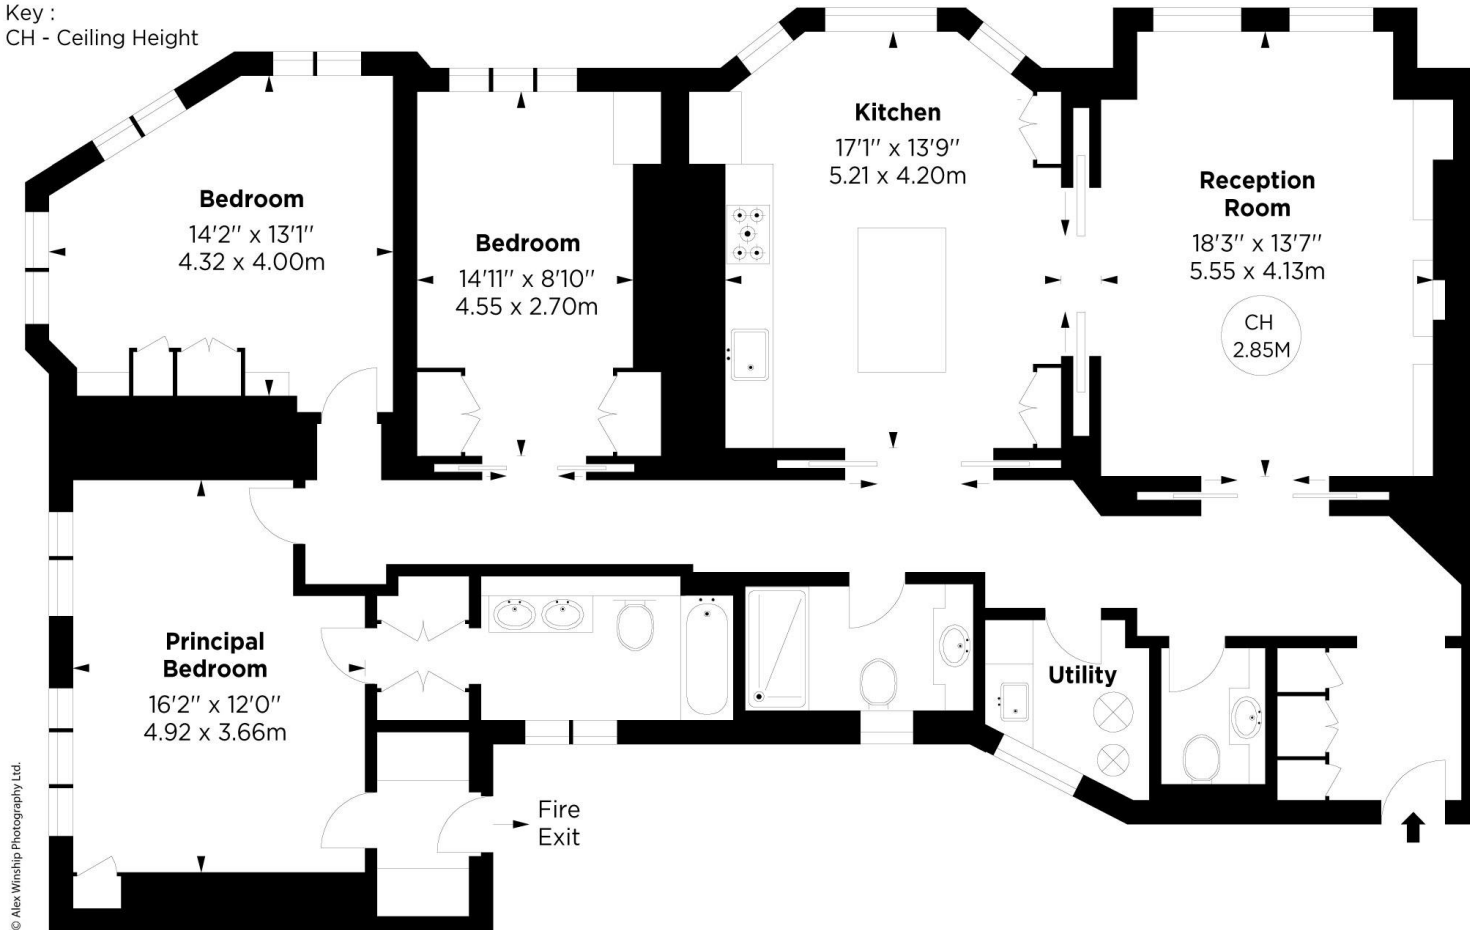 Key :
CH - Ceiling Height
Kitchen
17'1" x 13'9"
5.21 x 4.20m
Reception
Room
18'3" x 13'7"
5.55 x 4.13m
CH
2.85M
Bedroom
14'2" x 13'1"
4.32 x 4.00m
Bedroom
14'11" x 8'10"
4.55 x 2.70m
Principal
Bedroom
16'2" x 12'0"
4.92 x 3.66m
Utility
Fire
Exit
© Alex Winship Photography Ltd.